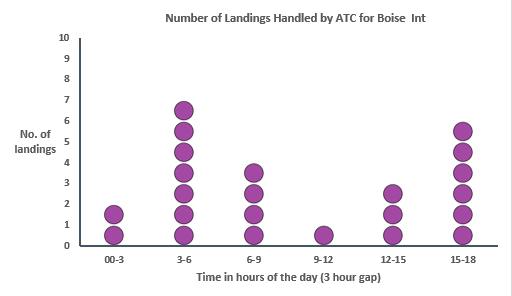 Number of Landings Handled by ATC for Boise Int
10
9
8
7
6
5
4
3
2
1
0
No. of
landings
00-3 3-6 6-9 9-12 12-15 15-18
Time in hours of the day (3 hour gap)